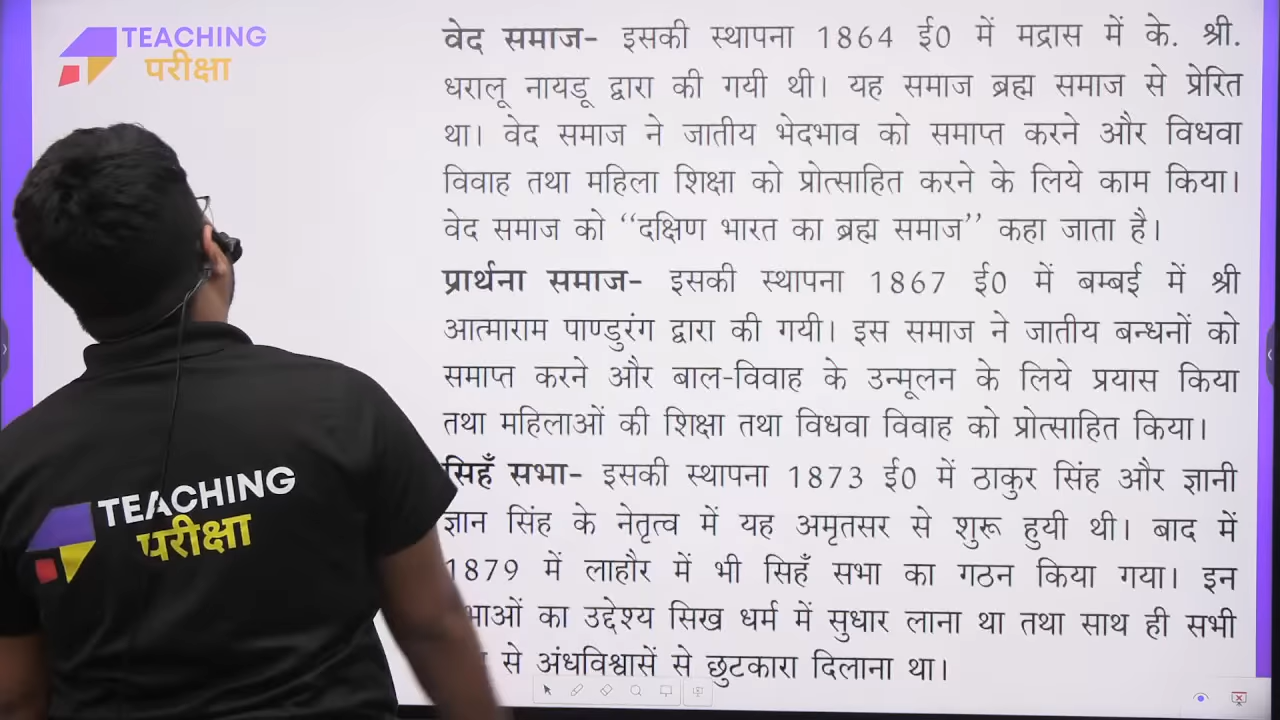 TEACHING
परीक्षा
वेद समाज- इसकी स्थापना 1864 ई0 में मद्रास में के. श्री.
धरालू नायडू द्वारा की गयी थी। यह समाज ब्रह्म समाज से प्रेरित
था। वेद समाज ने जातीय भेदभाव को समाप्त करने और विधवा
विवाह तथा महिला शिक्षा को प्रोत्साहित करने के लिये काम किया।
वेद समाज को ‘‘दक्षिण भारत का ब्रह्म समाज’’ कहा जाता है।
प्रार्थना समाज- इसकी स्थापना 1867 ई0 में बम्बई में श्री
आत्माराम पाण्डुरंग द्वारा की गयी। इस समाज ने जातीय बन्धनों को
समाप्त करने और बाल-विवाह के उन्मूलन के लिये प्रयास किया
तथा महिलाओं की शिक्षा तथा विधवा विवाह को प्रोत्साहित किया।
सिहँ सभा- इसकी स्थापना 1873 ई0 में ठाकुर सिंह और ज्ञानी
ज्ञान सिंह के नेतृत्व में यह अमृतसर से शुरू हुयी थी। बाद में
1879 में लाहौर में भी सिहँ सभा का गठन किया गया। इन
का उद्देश्य सिख धर्म में सुधार लाना था तथा साथ ही सभी
से अंधविश्वासें से छुटकारा दिलाना था।
TEACHING
परीक्षा